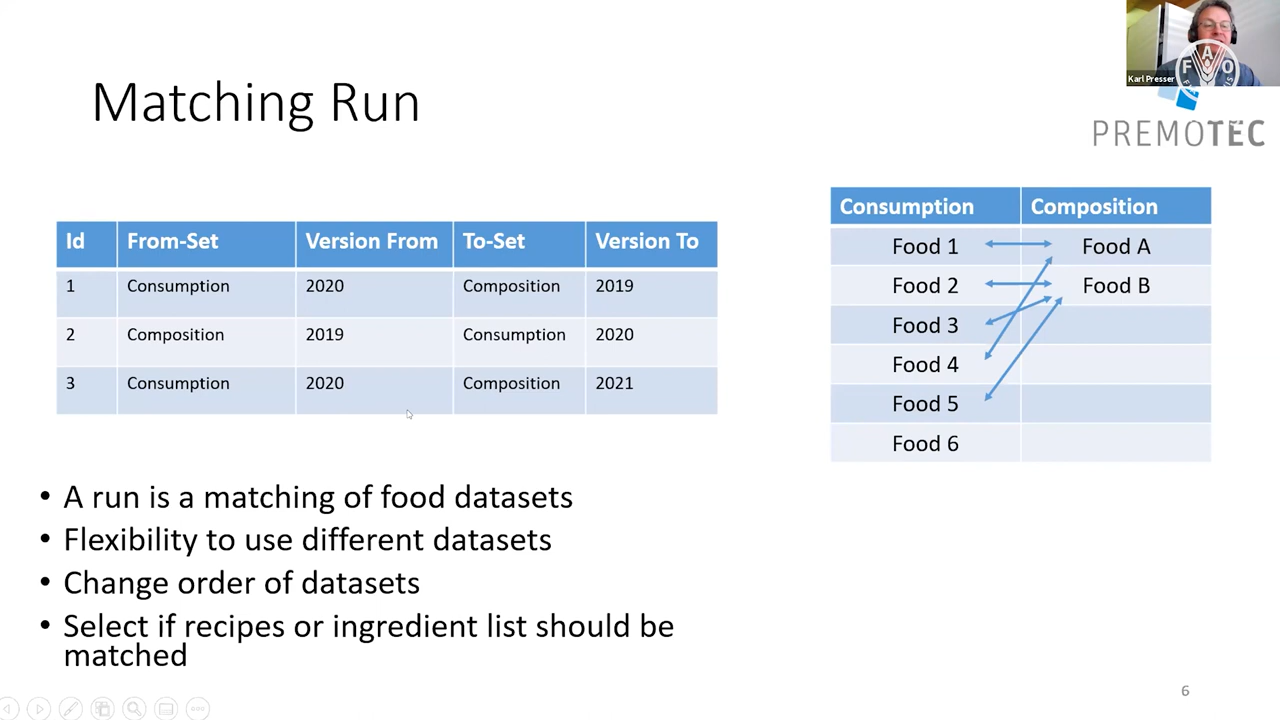 Matching Run
Karl Presser
FAO
PREMOTEC
Id From-Set Version From To-Set Version To
1 Consumption 2020 Composition 2019
2 Composition 2019 Consumption 2020
3 Consumption 2020 Composition 2021
Consumption Composition
Food 1 Food A
Food 2 Food B
Food 3
Food 4
Food 5
Food 6
• A run is a matching of food datasets
• Flexibility to use different datasets
• Change order of datasets
• Select if recipes or ingredient list should be
matched
6